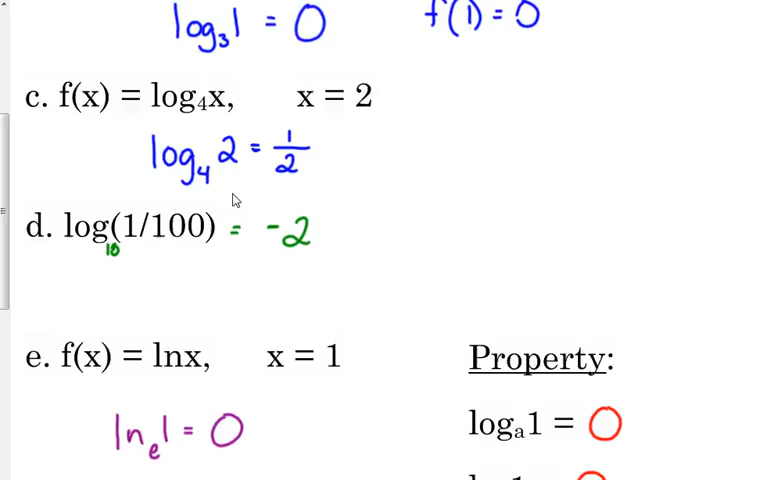 log₃1 = 0 f(1) = 0
c. f(x) = log₄x, x = 2
log₄ 2 = 1/2
d. log₁₀(1/100) = -2
e. f(x) = lnx, x = 1
Property:
lnₑ1 = 0
logₐ1 = 0